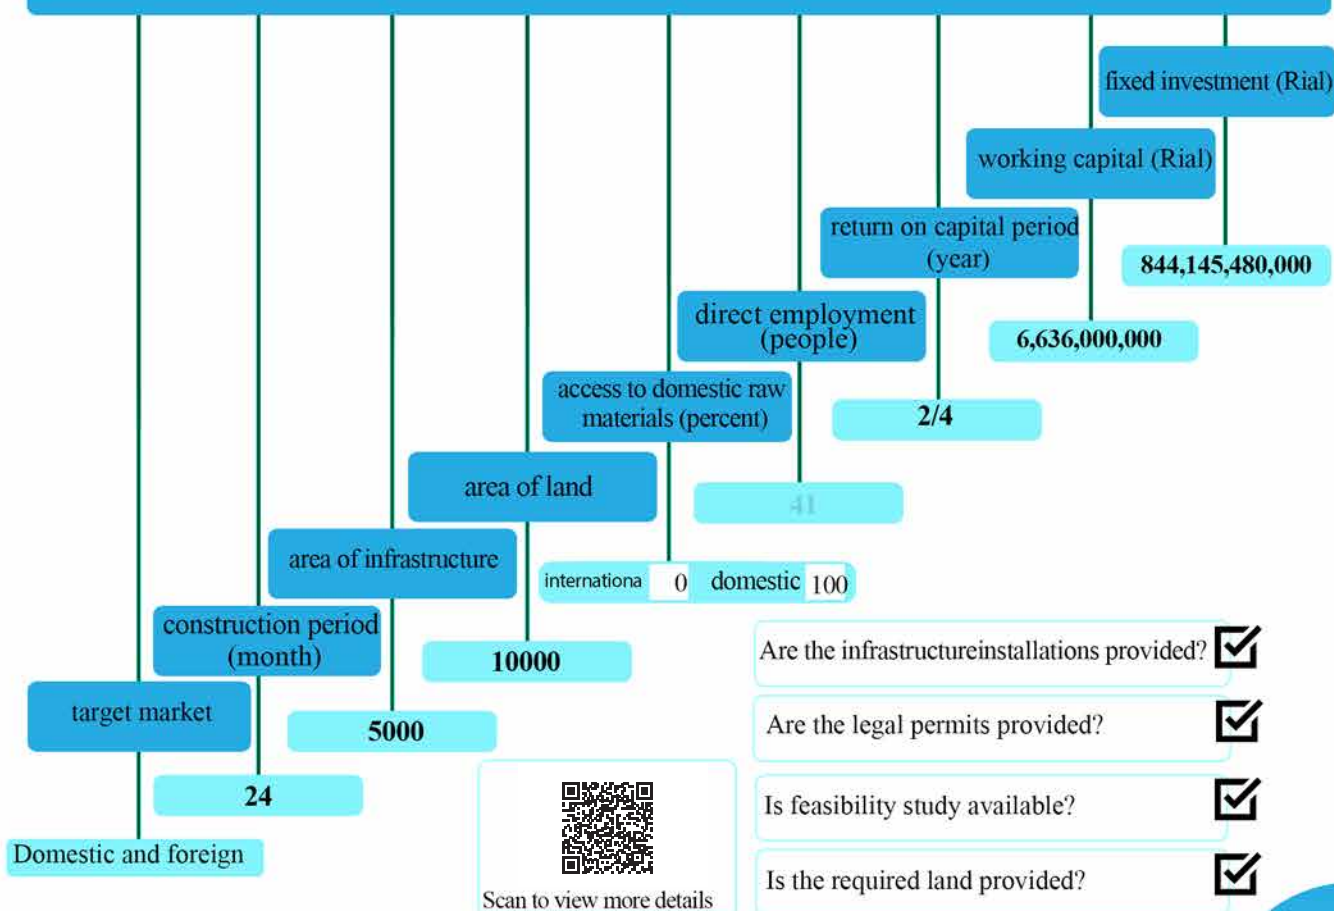 fixed investment (Rial)
844,145,480,000
working capital (Rial)
6,636,000,000
return on capital period
(year)
2/4
direct employment
(people)
41
access to domestic raw
materials (percent)
internationa 0 domestic 100
area of land
10000
area of infrastructure
5000
construction period
(month)
24
target market
Domestic and foreign
Scan to view more details
Are the infrastructureinstallations provided?
Are the legal permits provided?
Is feasibility study available?
Is the required land provided?